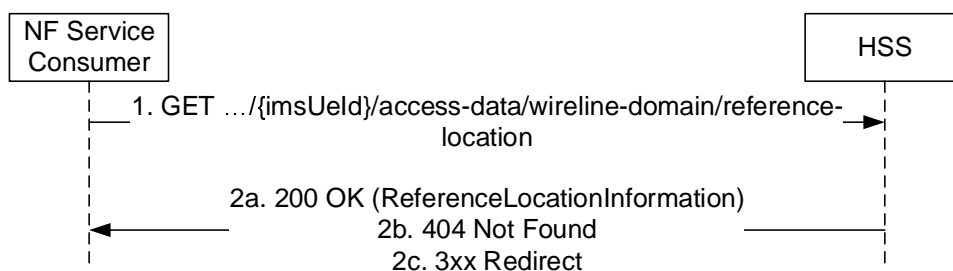 NF Service
Consumer
HSS
1. GET …/{imsUeId}/access-data/wireline-domain/reference-
location
2a. 200 OK (ReferenceLocationInformation)
2b. 404 Not Found
2c. 3xx Redirect